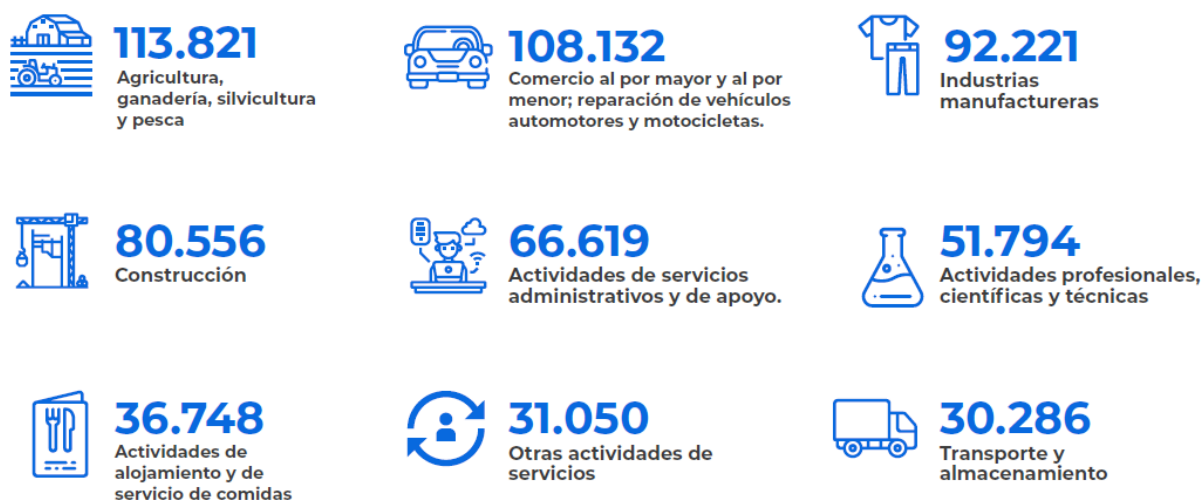 113.821
Agricultura,
ganadería, silvicultura
y pesca
108.132
Comercio al por mayor y al por
menor; reparación de vehículos
automotores y motocicletas.
92.221
Industrias
manufactureras
80.556
Construcción
66.619
Actividades de servicios
administrativos y de apoyo.
51.794
Actividades profesionales,
científicas y técnicas
36.748
Actividades de
alojamiento y de
servicio de comidas
31.050
Otras actividades de
servicios
30.286
Transporte y
almacenamiento